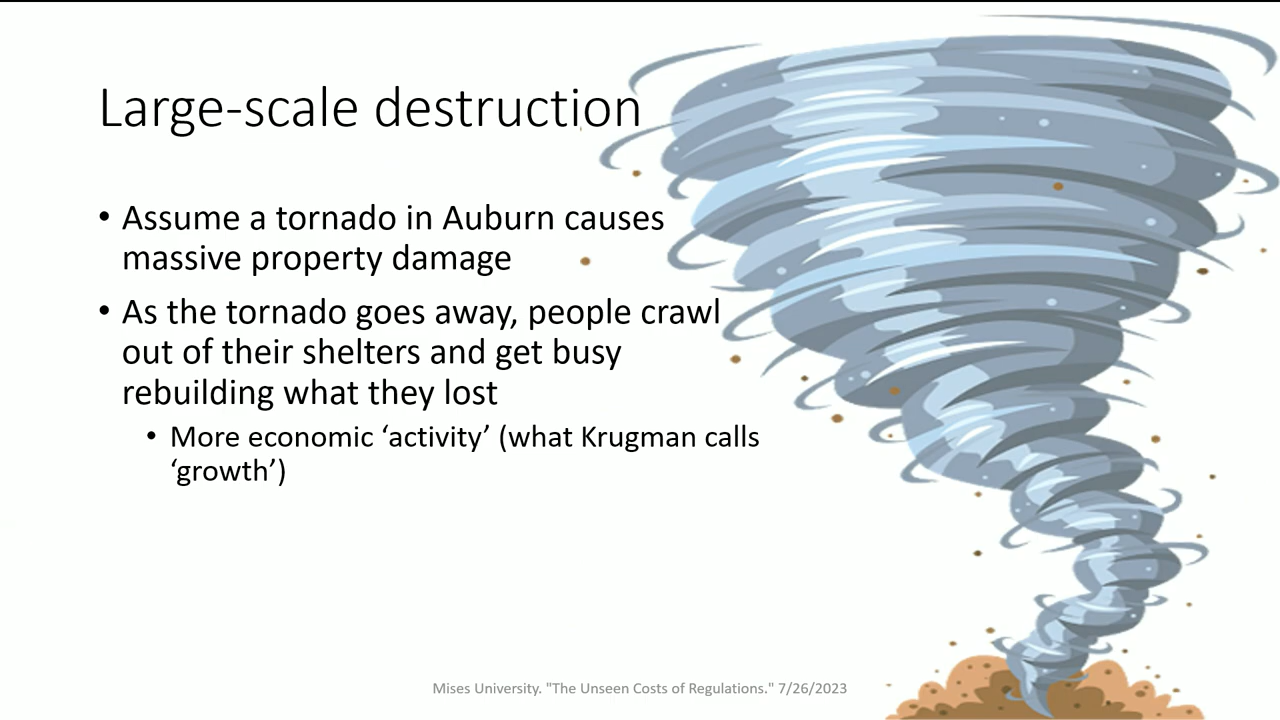 Large-scale destruction
• Assume a tornado in Auburn causes
massive property damage
• As the tornado goes away, people crawl
out of their shelters and get busy
rebuilding what they lost
• More economic ‘activity’ (what Krugman calls
‘growth’)
Mises University. "The Unseen Costs of Regulations." 7/26/2023